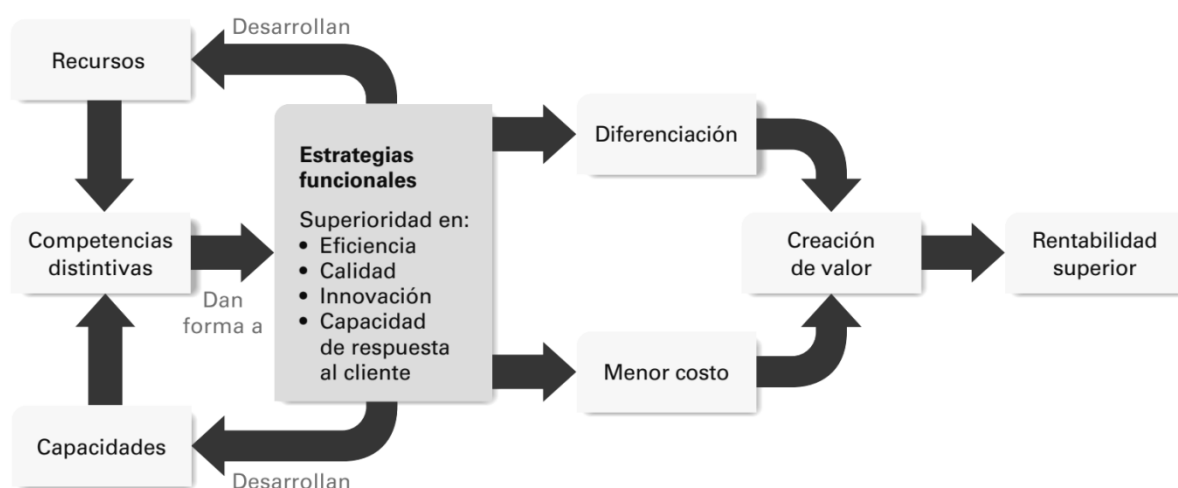 Desarrollan
Recursos
Competencias
distintivas
Dan
forma a
Capacidades
Desarrollan
Estrategias
funcionales
Superioridad en:
• Eficiencia
• Calidad
• Innovación
• Capacidad
de respuesta
al cliente
Diferenciación
Menor costo
Creación
de valor
Rentabilidad
superior